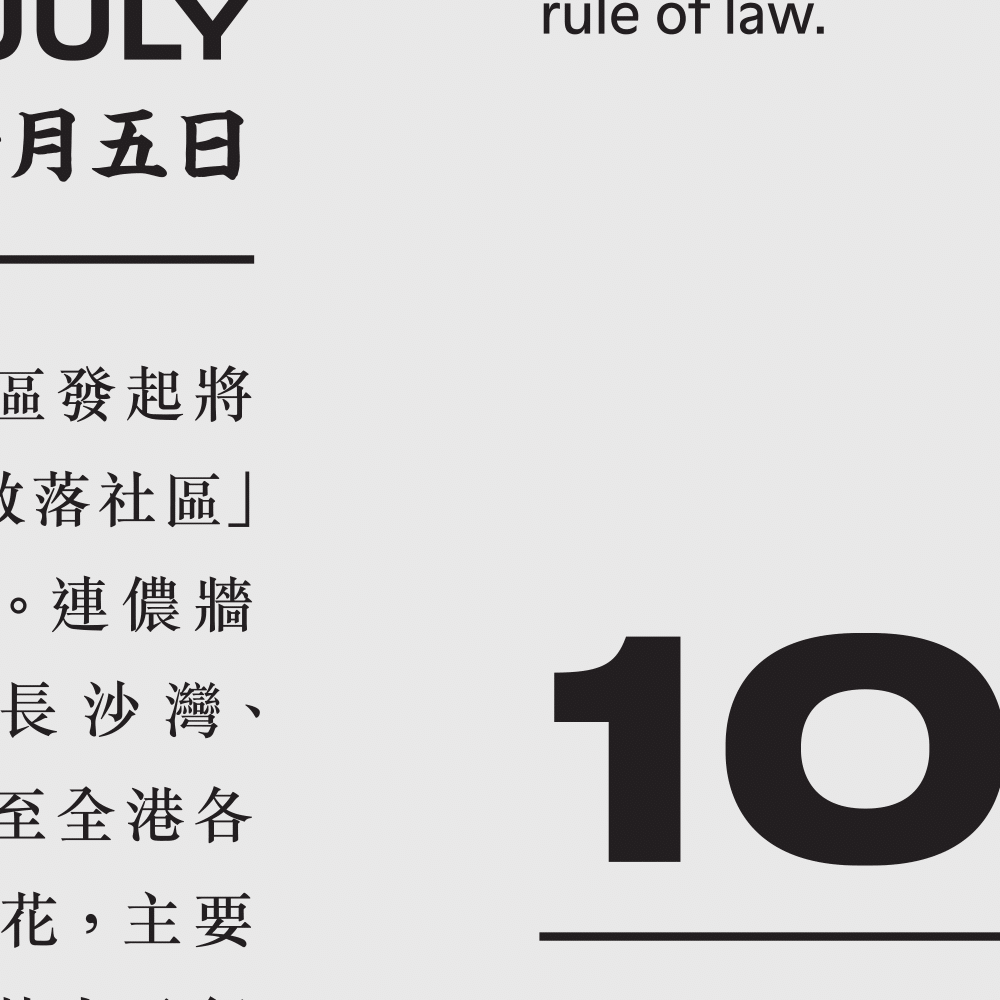 JULY
月五日
區發起將
散落社區」
。連儂牆
長沙灣、
至全港各
花，主要
rule of law.
10